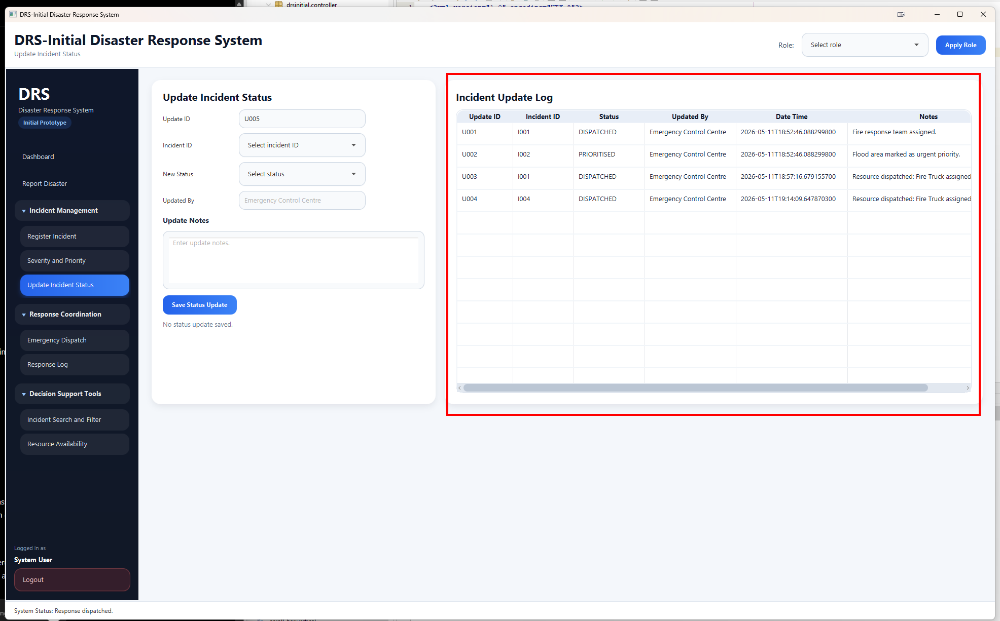 drsinitial.controller
DRS-Initial Disaster Response System
DRS-Initial Disaster Response System
Update Incident Status
Role:
Select role
Apply Role
DRS
Disaster Response System
Initial Prototype
Dashboard
Report Disaster
Incident Management
Register Incident
Severity and Priority
Update Incident Status
Response Coordination
Emergency Dispatch
Response Log
Decision Support Tools
Incident Search and Filter
Resource Availability
Logged in as
System User
Logout
Update Incident Status
Update ID U005
Incident ID Select incident ID
New Status Select status
Updated By Emergency Control Centre
Update Notes
Enter update notes.
Save Status Update
No status update saved.
Incident Update Log
Update ID Incident ID Status Updated By Date Time Notes
U001 I001 DISPATCHED Emergency Control Centre 2026-05-11T18:52:46.088299800 Fire response team assigned.
U002 I002 PRIORITISED Emergency Control Centre 2026-05-11T18:52:46.088299800 Flood area marked as urgent priority.
U003 I001 DISPATCHED Emergency Control Centre 2026-05-11T18:57:16.679155700 Resource dispatched: Fire Truck assigned
U004 I004 DISPATCHED Emergency Control Centre 2026-05-11T19:14:09.647870300 Resource dispatched: Fire Truck assigned
System Status: Response dispatched.